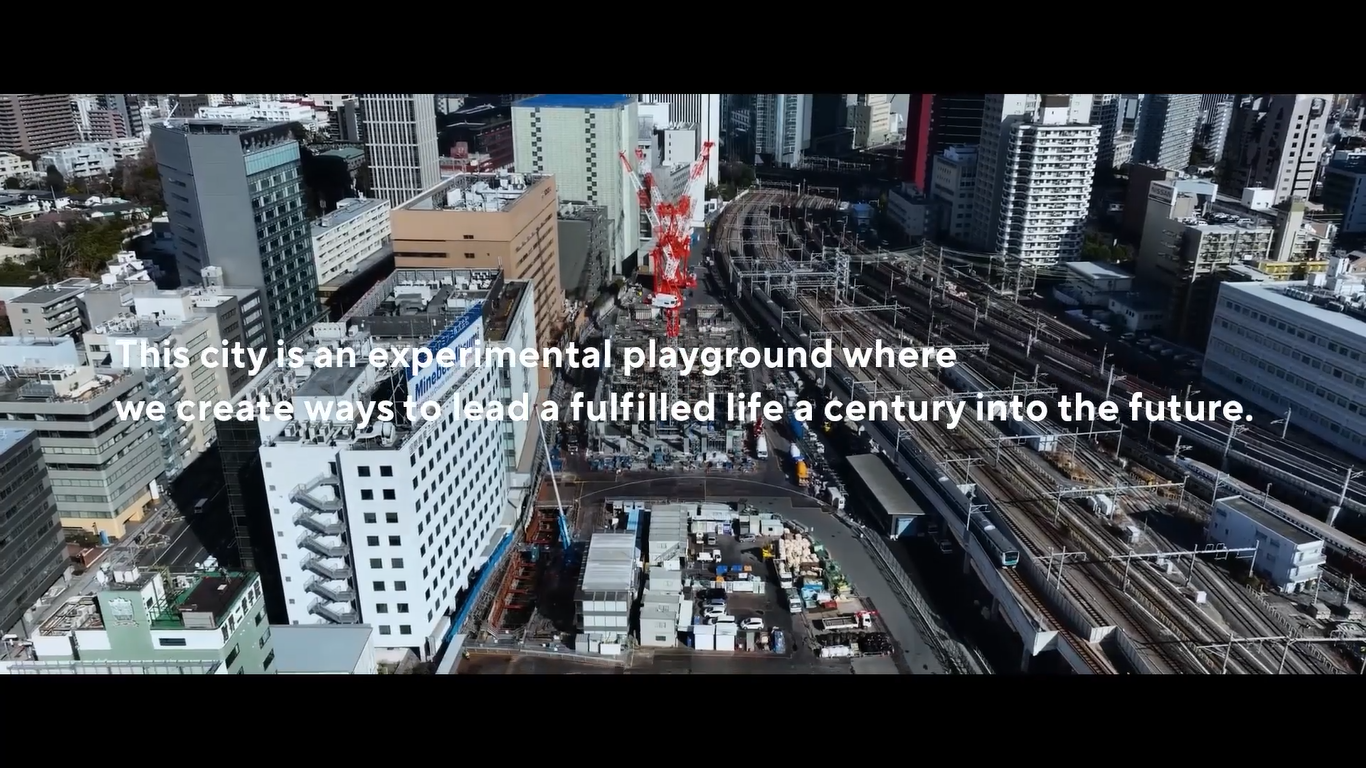 This city is an experimental playground where
we create ways to lead a fulfilled life a century into the future.